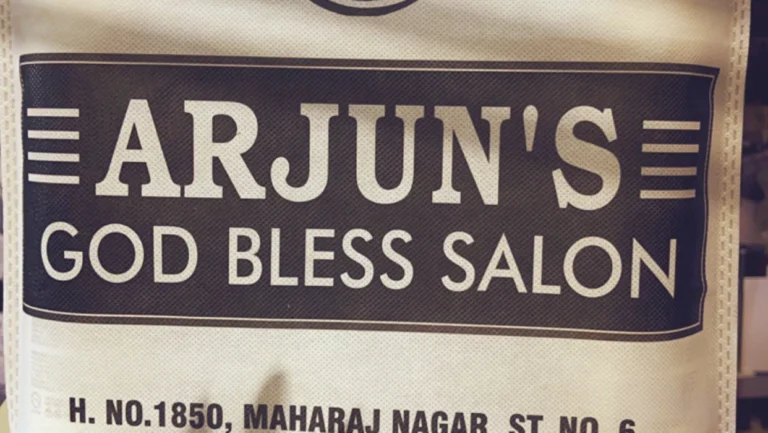 ARJUN'S
GOD BLESS SALON
H. NO.1850, MAHARAJ NAGAR, ST. NO. 6